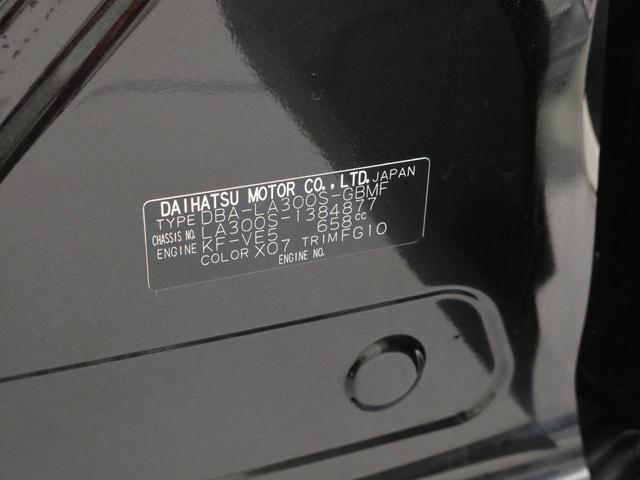 DAIHATSU MOTOR CO.,LTD. JAPAN
TYPE DBA-LA300S-GBMF
CHASSIS NO. LA300S-1384877
ENGINE KF-VE5 658cc
COLOR X07 TRIM FG10
ENGINE NO.